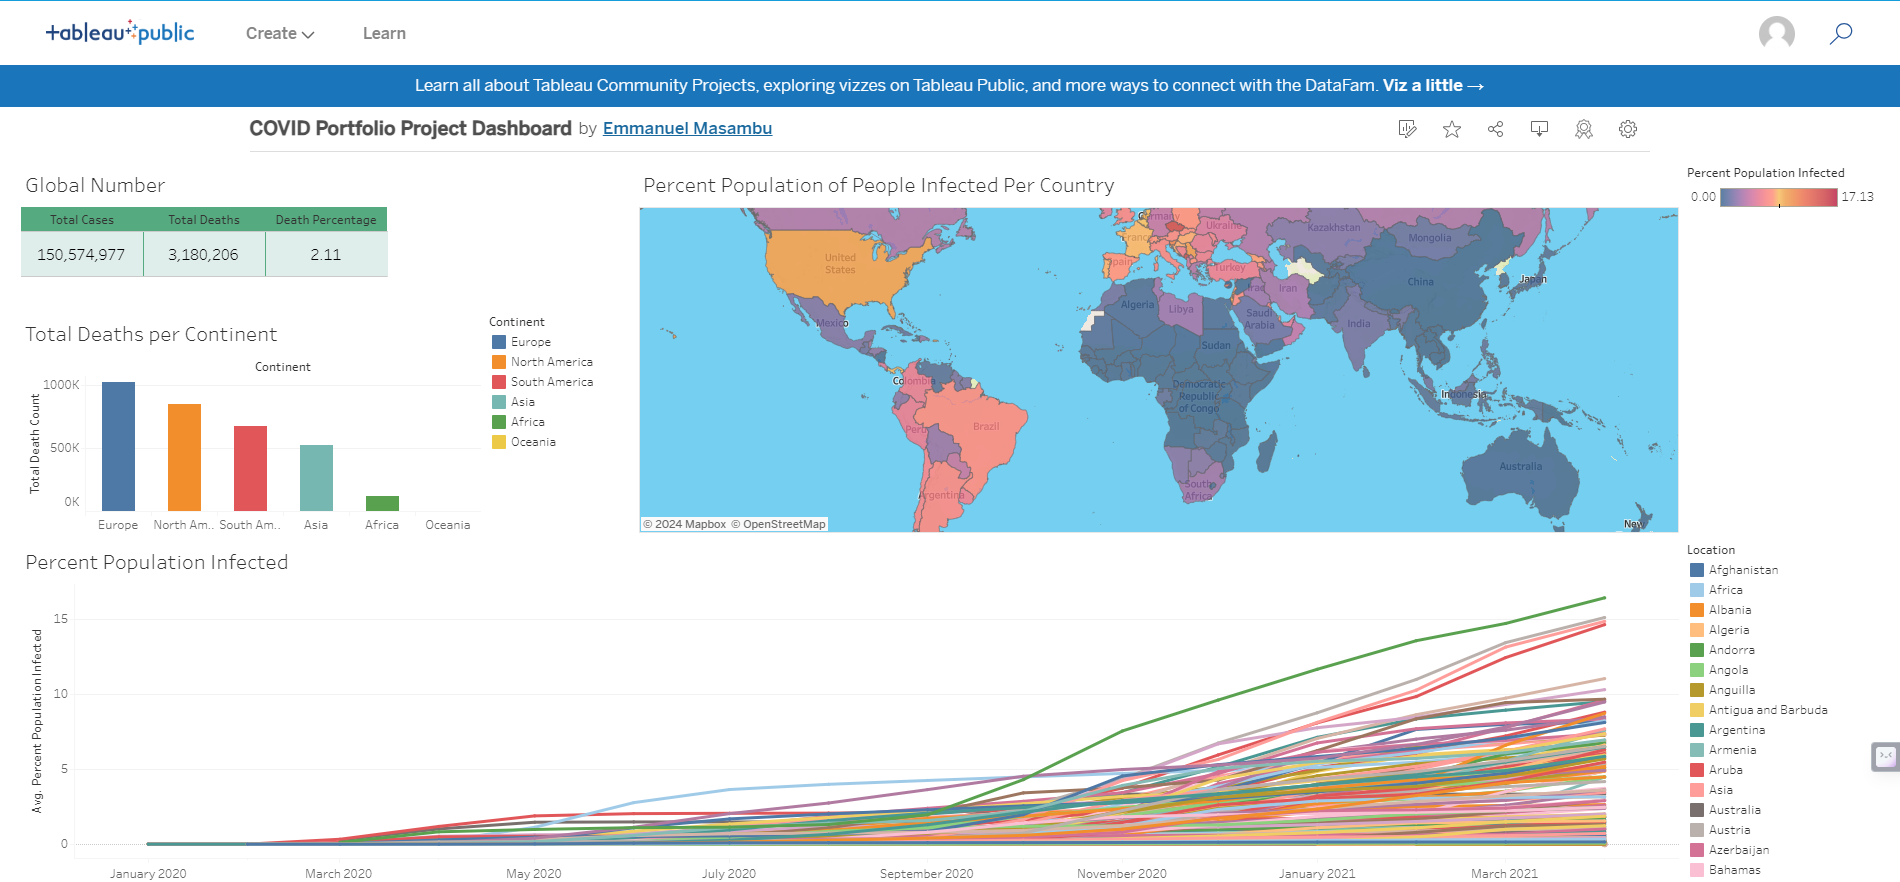 tableau public
Create
Learn
Learn all about Tableau Community Projects, exploring vizzes on Tableau Public, and more ways to connect with the DataFam. Viz a little →
COVID Portfolio Project Dashboard by Emmanuel Masambu
Global Number
Total Cases Total Deaths Death Percentage
150,574,977 3,180,206 2.11
Total Deaths per Continent
Continent
Total Death Count
1000K
500K
0K
Europe North Am.. South Am.. Asia Africa Oceania
Continent
Europe
North America
South America
Asia
Africa
Oceania
Percent Population of People Infected Per Country
United
States
Mexico
Colombia
Peru
Brazil
Argentina
Germany
France
Spain
Ukraine
Turkey
Kazakhstan
Mongolia
China
Japan
Iraq
Iran
Algeria
Libya
Saudi
Arabia
India
Sudan
Democratic
Republic
of Congo
Indonesia
South
Africa
Australia
New
© 2024 Mapbox © OpenStreetMap
Percent Population Infected
0.00 17.13
Percent Population Infected
Avg. Percent Population Infected
15
10
5
0
January 2020 March 2020 May 2020 July 2020 September 2020 November 2020 January 2021 March 2021
Location
Afghanistan
Africa
Albania
Algeria
Andorra
Angola
Anguilla
Antigua and Barbuda
Argentina
Armenia
Aruba
Asia
Australia
Austria
Azerbaijan
Bahamas